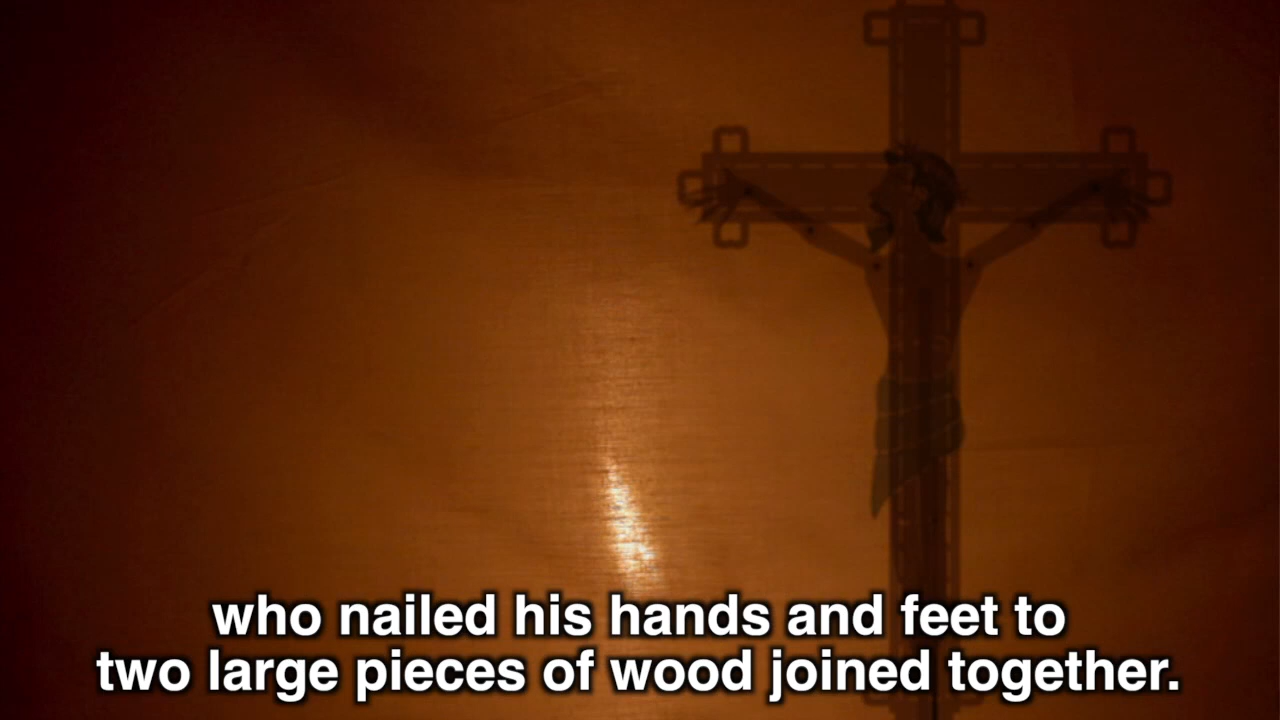 who nailed his hands and feet to
two large pieces of wood joined together.